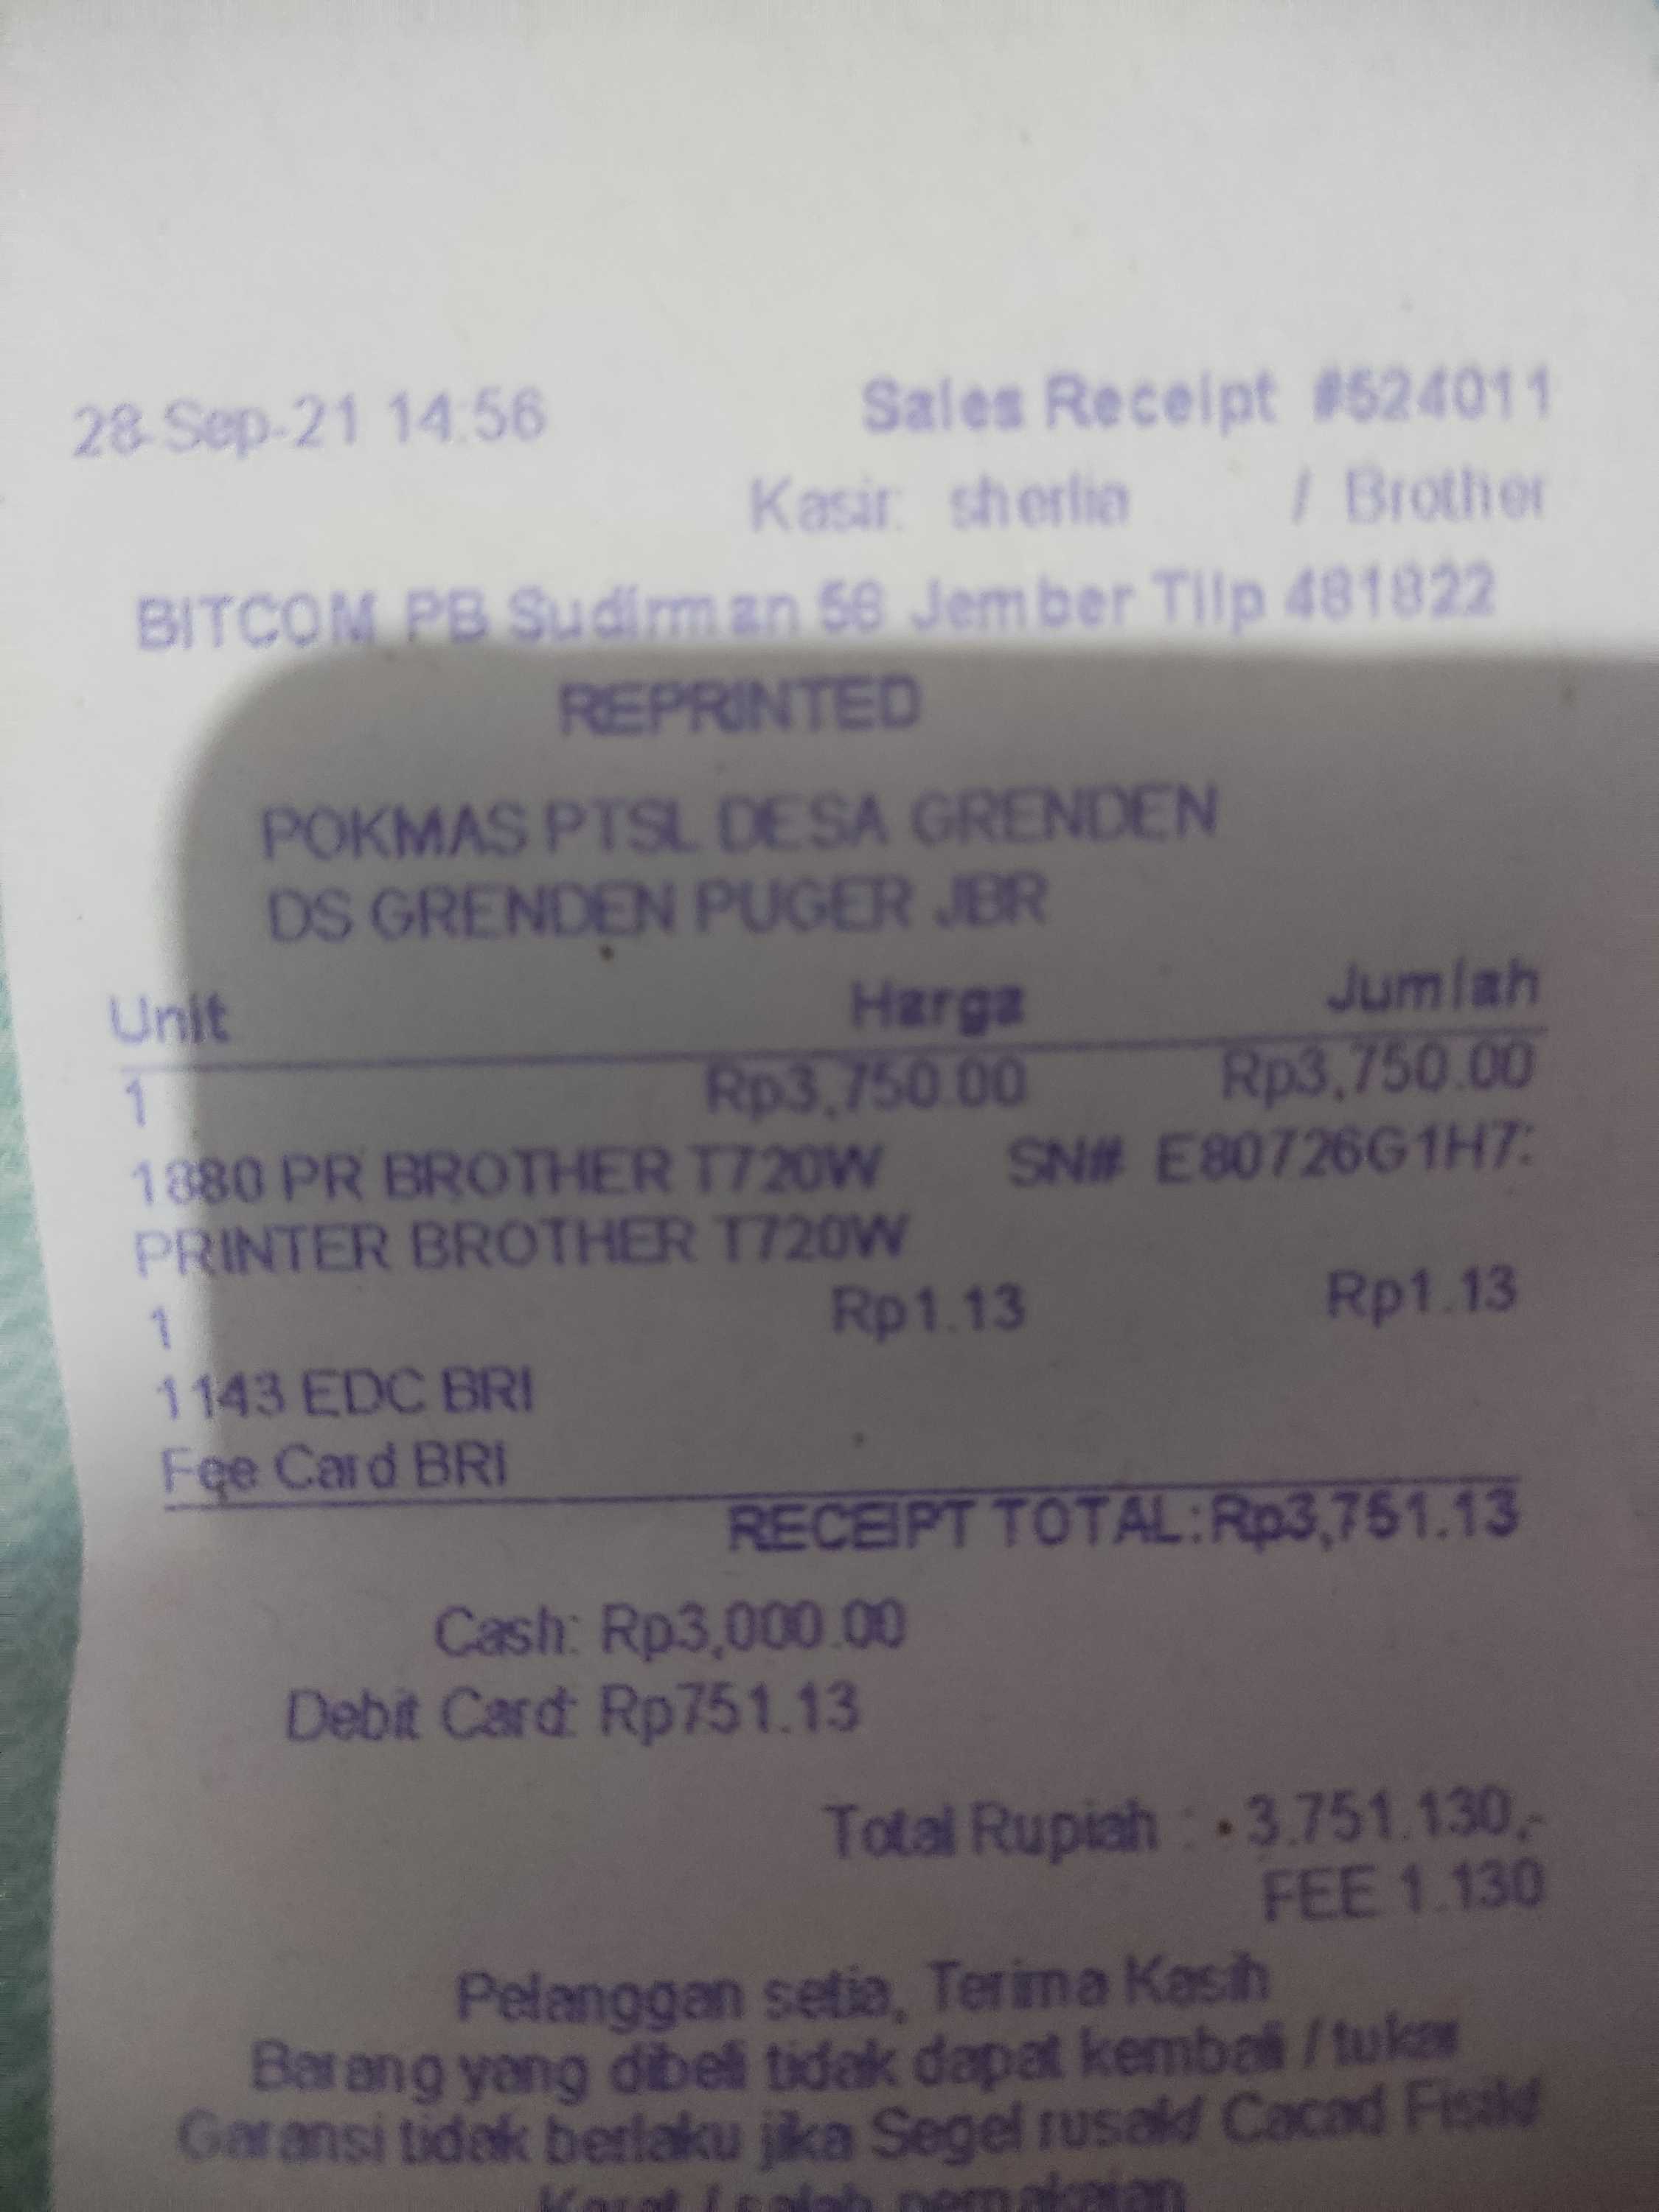 28-Sep-21 14:56 Sales Receipt #524011
Kasir: sherlia / Brother
BITCOM PB Sudirman 56 Jember Tllp 481822
REPRINTED
POKMAS PTSL DESA GRENDEN
DS GRENDEN PUGER JBR
Unit Harga Jumlah
1 Rp3,750.00 Rp3,750.00
1880 PR BROTHER T720W SN# E80726G1H7:
PRINTER BROTHER T720W
1 Rp1.13 Rp1.13
1143 EDC BRI
Fee Card BRI
RECEIPT TOTAL: Rp3,751.13
Cash: Rp3,000.00
Debit Card: Rp751.13
Total Rupiah : 3.751.130,-
FEE 1.130
Pelanggan setia, Terima Kasih
Barang yang dibeli tidak dapat kembali / tukar
Garansi tidak berlaku jika Segel rusak/ Cacad Fisik/
Karat / salah pemakaian